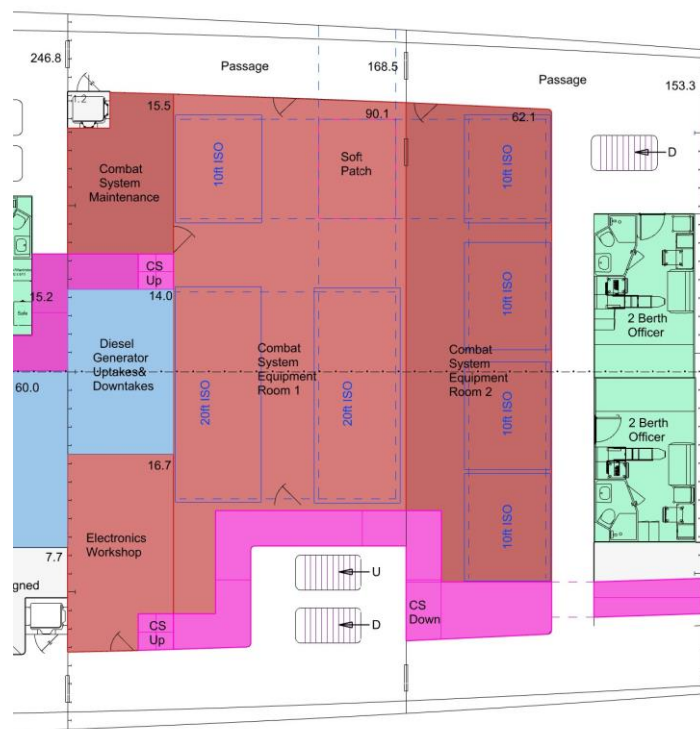 246.8
Passage
168.5
Passage
153.3
15.5
90.1
62.1
D
10ft ISO
Soft
Patch
10ft ISO
Combat
System
Maintenance
CS
Up
15.2
14.0
10ft ISO
2 Berth
Officer
Diesel
Generator
Uptakes&
Downtakes
60.0
Combat
System
Equipment
Room 1
Combat
System
Equipment
Room 2
20ft ISO
20ft ISO
10ft ISO
2 Berth
Officer
16.7
10ft ISO
Electronics
Workshop
7.7
gned
U
CS
Up
D
CS
Down